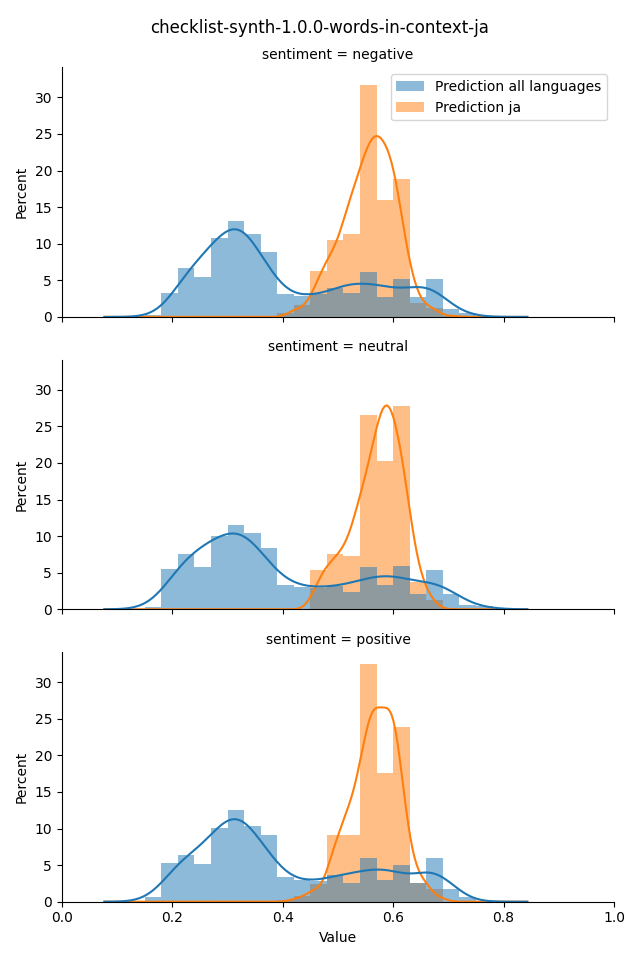 checklist-synth-1.0.0-words-in-context-ja
sentiment = negative
Prediction all languages
Prediction ja
30
25
20
15
10
5
0
Percent
sentiment = neutral
30
25
20
15
10
5
0
Percent
sentiment = positive
30
25
20
15
10
5
0
Percent
0.0 0.2 0.4 0.6 0.8 1.0
Value